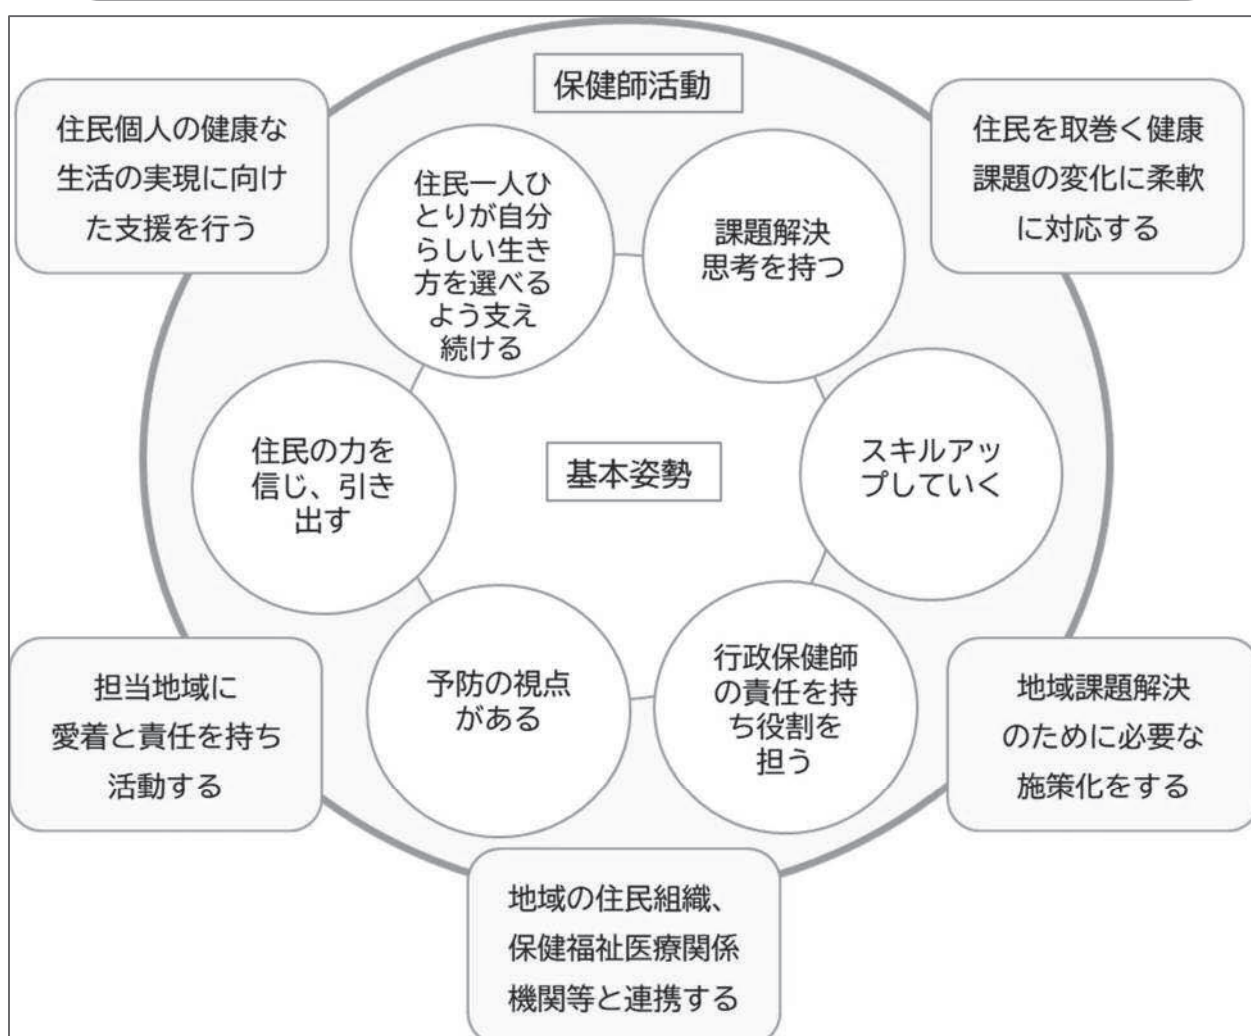 保健師活動
住民個人の健康な
生活の実現に向け
た支援を行う
住民を取巻く健康
課題の変化に柔軟
に対応する
住民一人ひ
とりが自分
らしい生き
方を選べる
よう支え
続ける
課題解決
思考を持つ
住民の力を
信じ、引き
出す
基本姿勢
スキルアッ
プしていく
予防の視点
がある
行政保健師
の責任を持
ち役割を
担う
担当地域に
愛着と責任を持ち
活動する
地域課題解決
のために必要な
施策化をする
地域の住民組織、
保健福祉医療関係
機関等と連携する